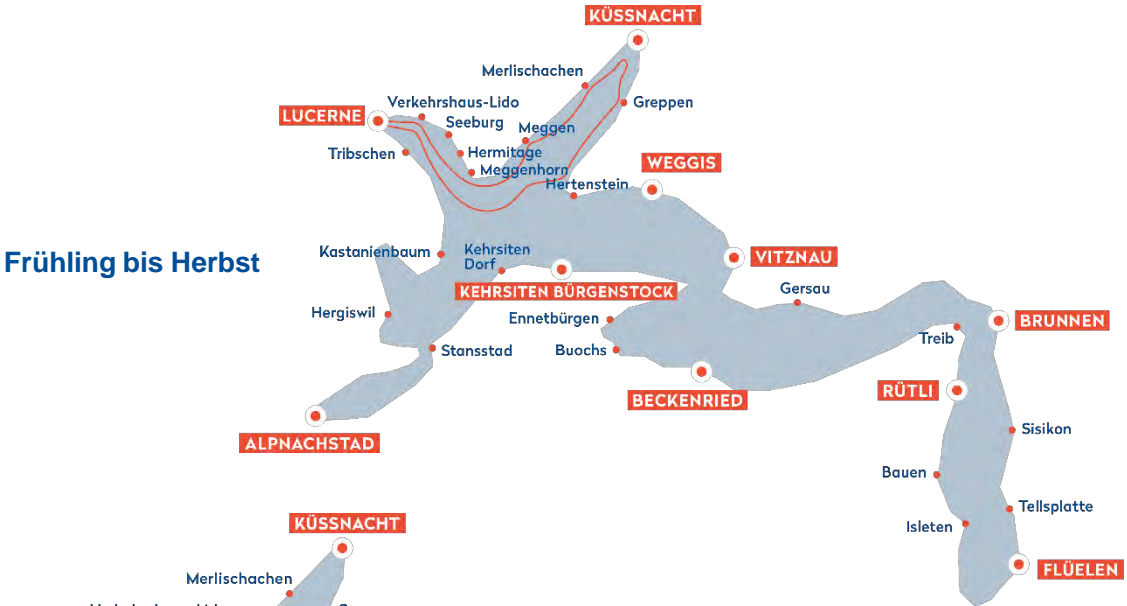 KÜSSNACHT
Merlischachen
Verkehrshaus-Lido
Greppen
LUCERNE
Seeburg
Meggen
Tribschen
Hermitage
WEGGIS
Meggenhorn
Hertenstein
Frühling bis Herbst
Kastanienbaum
Kehrsiten
Dorf
VITZNAU
KEHRSITEN BÜRGENSTOCK
Gersau
Hergiswil
Ennetbürgen
BRUNNEN
Treib
Stansstad
Buochs
BECKENRIED
RÜTLI
ALPNACHSTAD
Sisikon
Bauen
Tellsplatte
Isleten
FLÜELEN
KÜSSNACHT
Merlischachen